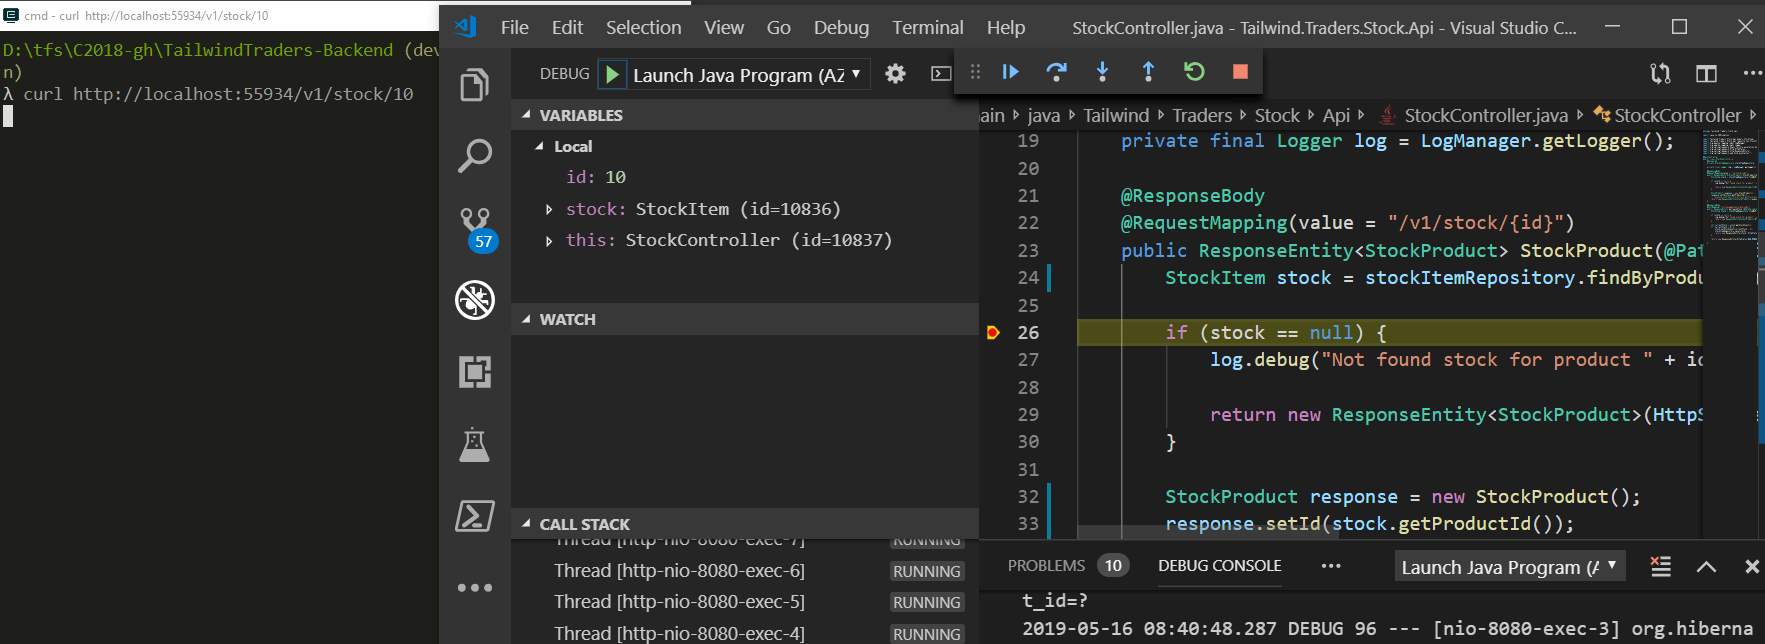 cmd - curl http://localhost:55934/v1/stock/10
D:\tfs\C2018-gh\TailwindTraders-Backend (dev
n)
λ curl http://localhost:55934/v1/stock/10
File Edit Selection View Go Debug Terminal Help
StockController.java - Tailwind.Traders.Stock.Api - Visual Studio C...
DEBUG Launch Java Program (AZ
VARIABLES
Local
id: 10
stock: StockItem (id=10836)
this: StockController (id=10837)
57
WATCH
CALL STACK
Thread [http-nio-8080-exec-7] RUNNING
Thread [http-nio-8080-exec-6] RUNNING
Thread [http-nio-8080-exec-5] RUNNING
Thread [http-nio-8080-exec-4] RUNNING
ain java Tailwind Traders Stock Api StockController.java StockController
19 private final Logger log = LogManager.getLogger();
20
21 @ResponseBody
22 @RequestMapping(value = "/v1/stock/{id}")
23 public ResponseEntity<StockProduct> StockProduct(@Pat
24 StockItem stock = stockItemRepository.findByProdu
25
26 if (stock == null) {
27 log.debug("Not found stock for product " + id
28
29 return new ResponseEntity<StockProduct>(HttpS
30 }
31
32 StockProduct response = new StockProduct();
33 response.setId(stock.getProductId());
PROBLEMS 10 DEBUG CONSOLE ... Launch Java Program (A
t_id=?
2019-05-16 08:40:48.287 DEBUG 96 --- [nio-8080-exec-3] org.hiberna